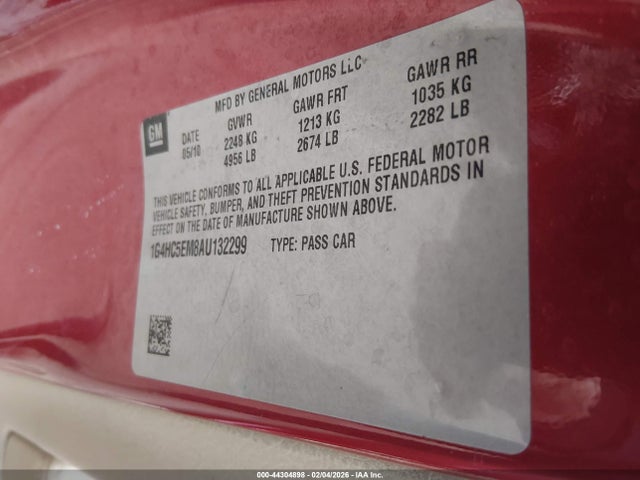 MFD BY GENERAL MOTORS LLC
GM
DATE GVWR GAWR FRT GAWR RR
05/10 2248 KG 1213 KG 1035 KG
4956 LB 2674 LB 2282 LB
THIS VEHICLE CONFORMS TO ALL APPLICABLE U.S. FEDERAL MOTOR
VEHICLE SAFETY, BUMPER, AND THEFT PREVENTION STANDARDS IN
EFFECT ON THE DATE OF MANUFACTURE SHOWN ABOVE.
1G4HC5EM8AU132299 TYPE: PASS CAR
000-44304898 - 02/04/2026 - IAAI.COM